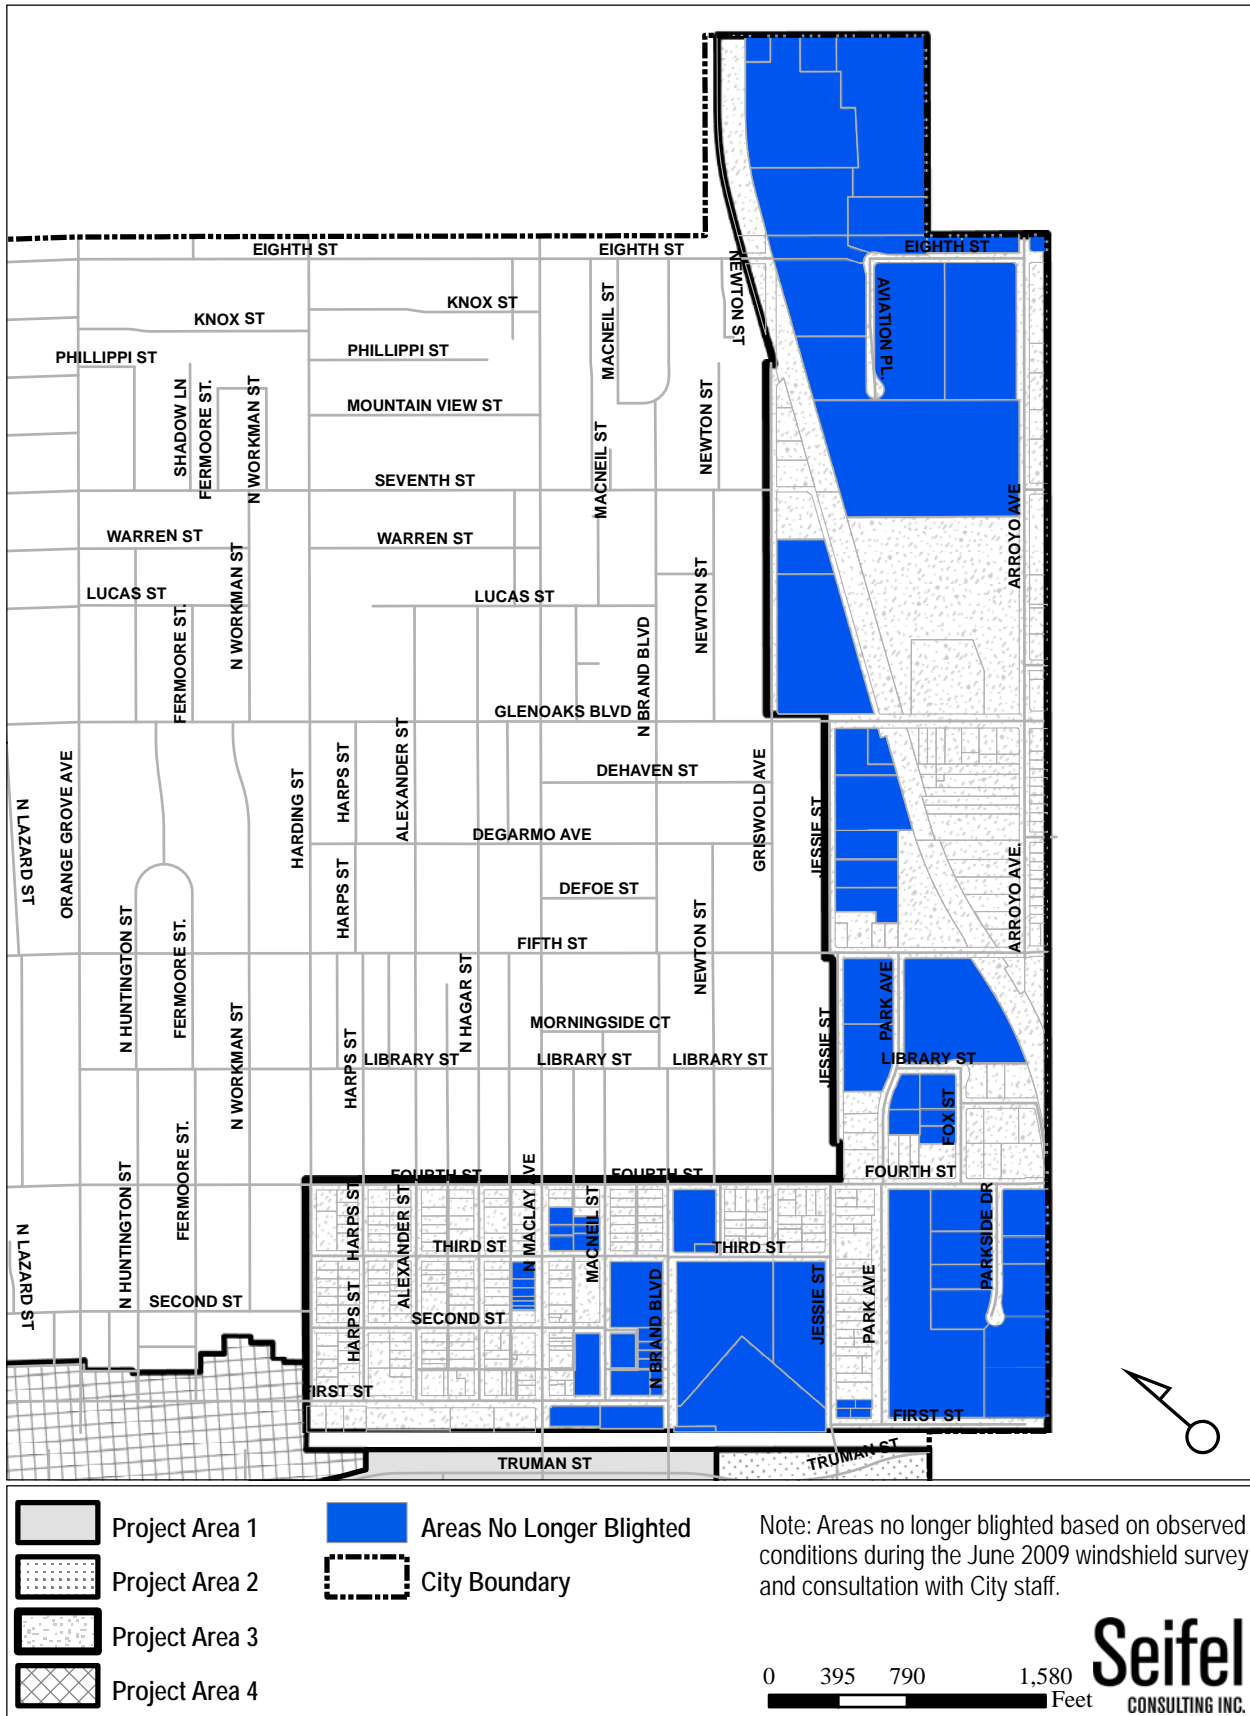 EIGHTH ST
EIGHTH ST
EIGHTH ST
NEWTON ST
KNOX ST
KNOX ST
MACNEIL ST
AVIATION PL.
PHILLIPPI ST
PHILLIPPI ST
SHADOW LN
FERMOORE ST.
N WORKMAN ST
MOUNTAIN VIEW ST
MACNEIL ST
NEWTON ST
SEVENTH ST
ARROYO AVE
WARREN ST
WARREN ST
LUCAS ST
LUCAS ST
FERMOORE ST.
N WORKMAN ST
N BRAND BLVD
NEWTON ST
GLENOAKS BLVD
N LAZARD ST
ORANGE GROVE AVE
HARDING ST
HARPS ST
ALEXANDER ST
DEHAVEN ST
GRISWOLD AVE
JESSIE ST
DEGARMO AVE
HARPS ST
DEFOE ST
ARROYO AVE.
N HUNTINGTON ST
FERMOORE ST.
FIFTH ST
NEWTON ST
N HAGAR ST
PARK AVE
N WORKMAN ST
HARPS ST
MORNINGSIDE CT
JESSIE ST
LIBRARY ST
LIBRARY ST
LIBRARY ST
LIBRARY ST
FOX ST
N HUNTINGTON ST
FERMOORE ST.
FOURTH ST
FOURTH ST
FOURTH ST
N LAZARD ST
HARPS ST
ALEXANDER ST
N MACLAY AVE
MACNEIL ST
THIRD ST
THIRD ST
PARKSIDE DR
SECOND ST
HARPS ST
SECOND ST
N BRAND BLVD
JESSIE ST
PARK AVE
FIRST ST
FIRST ST
TRUMAN ST
TRUMAN ST
Project Area 1
Project Area 2
Project Area 3
Project Area 4
Areas No Longer Blighted
City Boundary
Note: Areas no longer blighted based on observed
conditions during the June 2009 windshield survey
and consultation with City staff.
0 395 790 1,580
Feet
Seifel
CONSULTING INC.